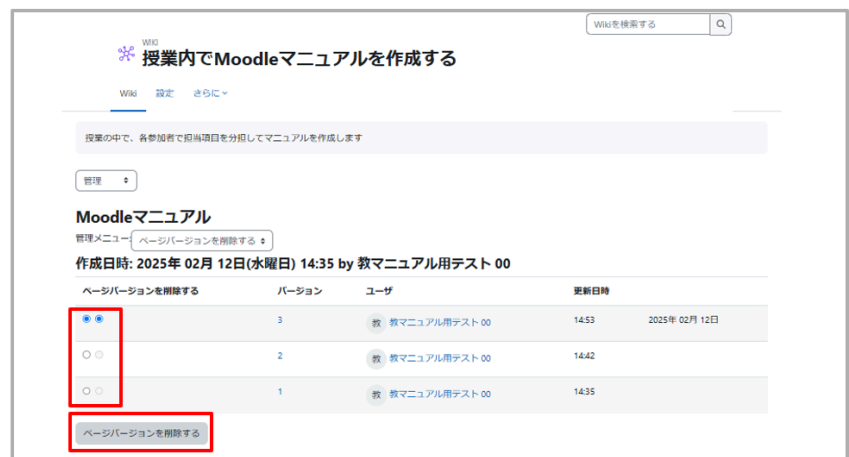 Wikiを検索する
WIKI
授業内でMoodleマニュアルを作成する
Wiki 設定 さらに
授業の中で、各参加者で担当項目を分担してマニュアルを作成します
管理
Moodleマニュアル
管理メニュー: ページバージョンを削除する
作成日時: 2025年 02月 12日(水曜日) 14:35 by 教マニュアル用テスト 00
ページバージョンを削除する バージョン ユーザ 更新日時
3 教 教マニュアル用テスト 00 14:53 2025年 02月 12日
2 教 教マニュアル用テスト 00 14:42
1 教 教マニュアル用テスト 00 14:35
ページバージョンを削除する